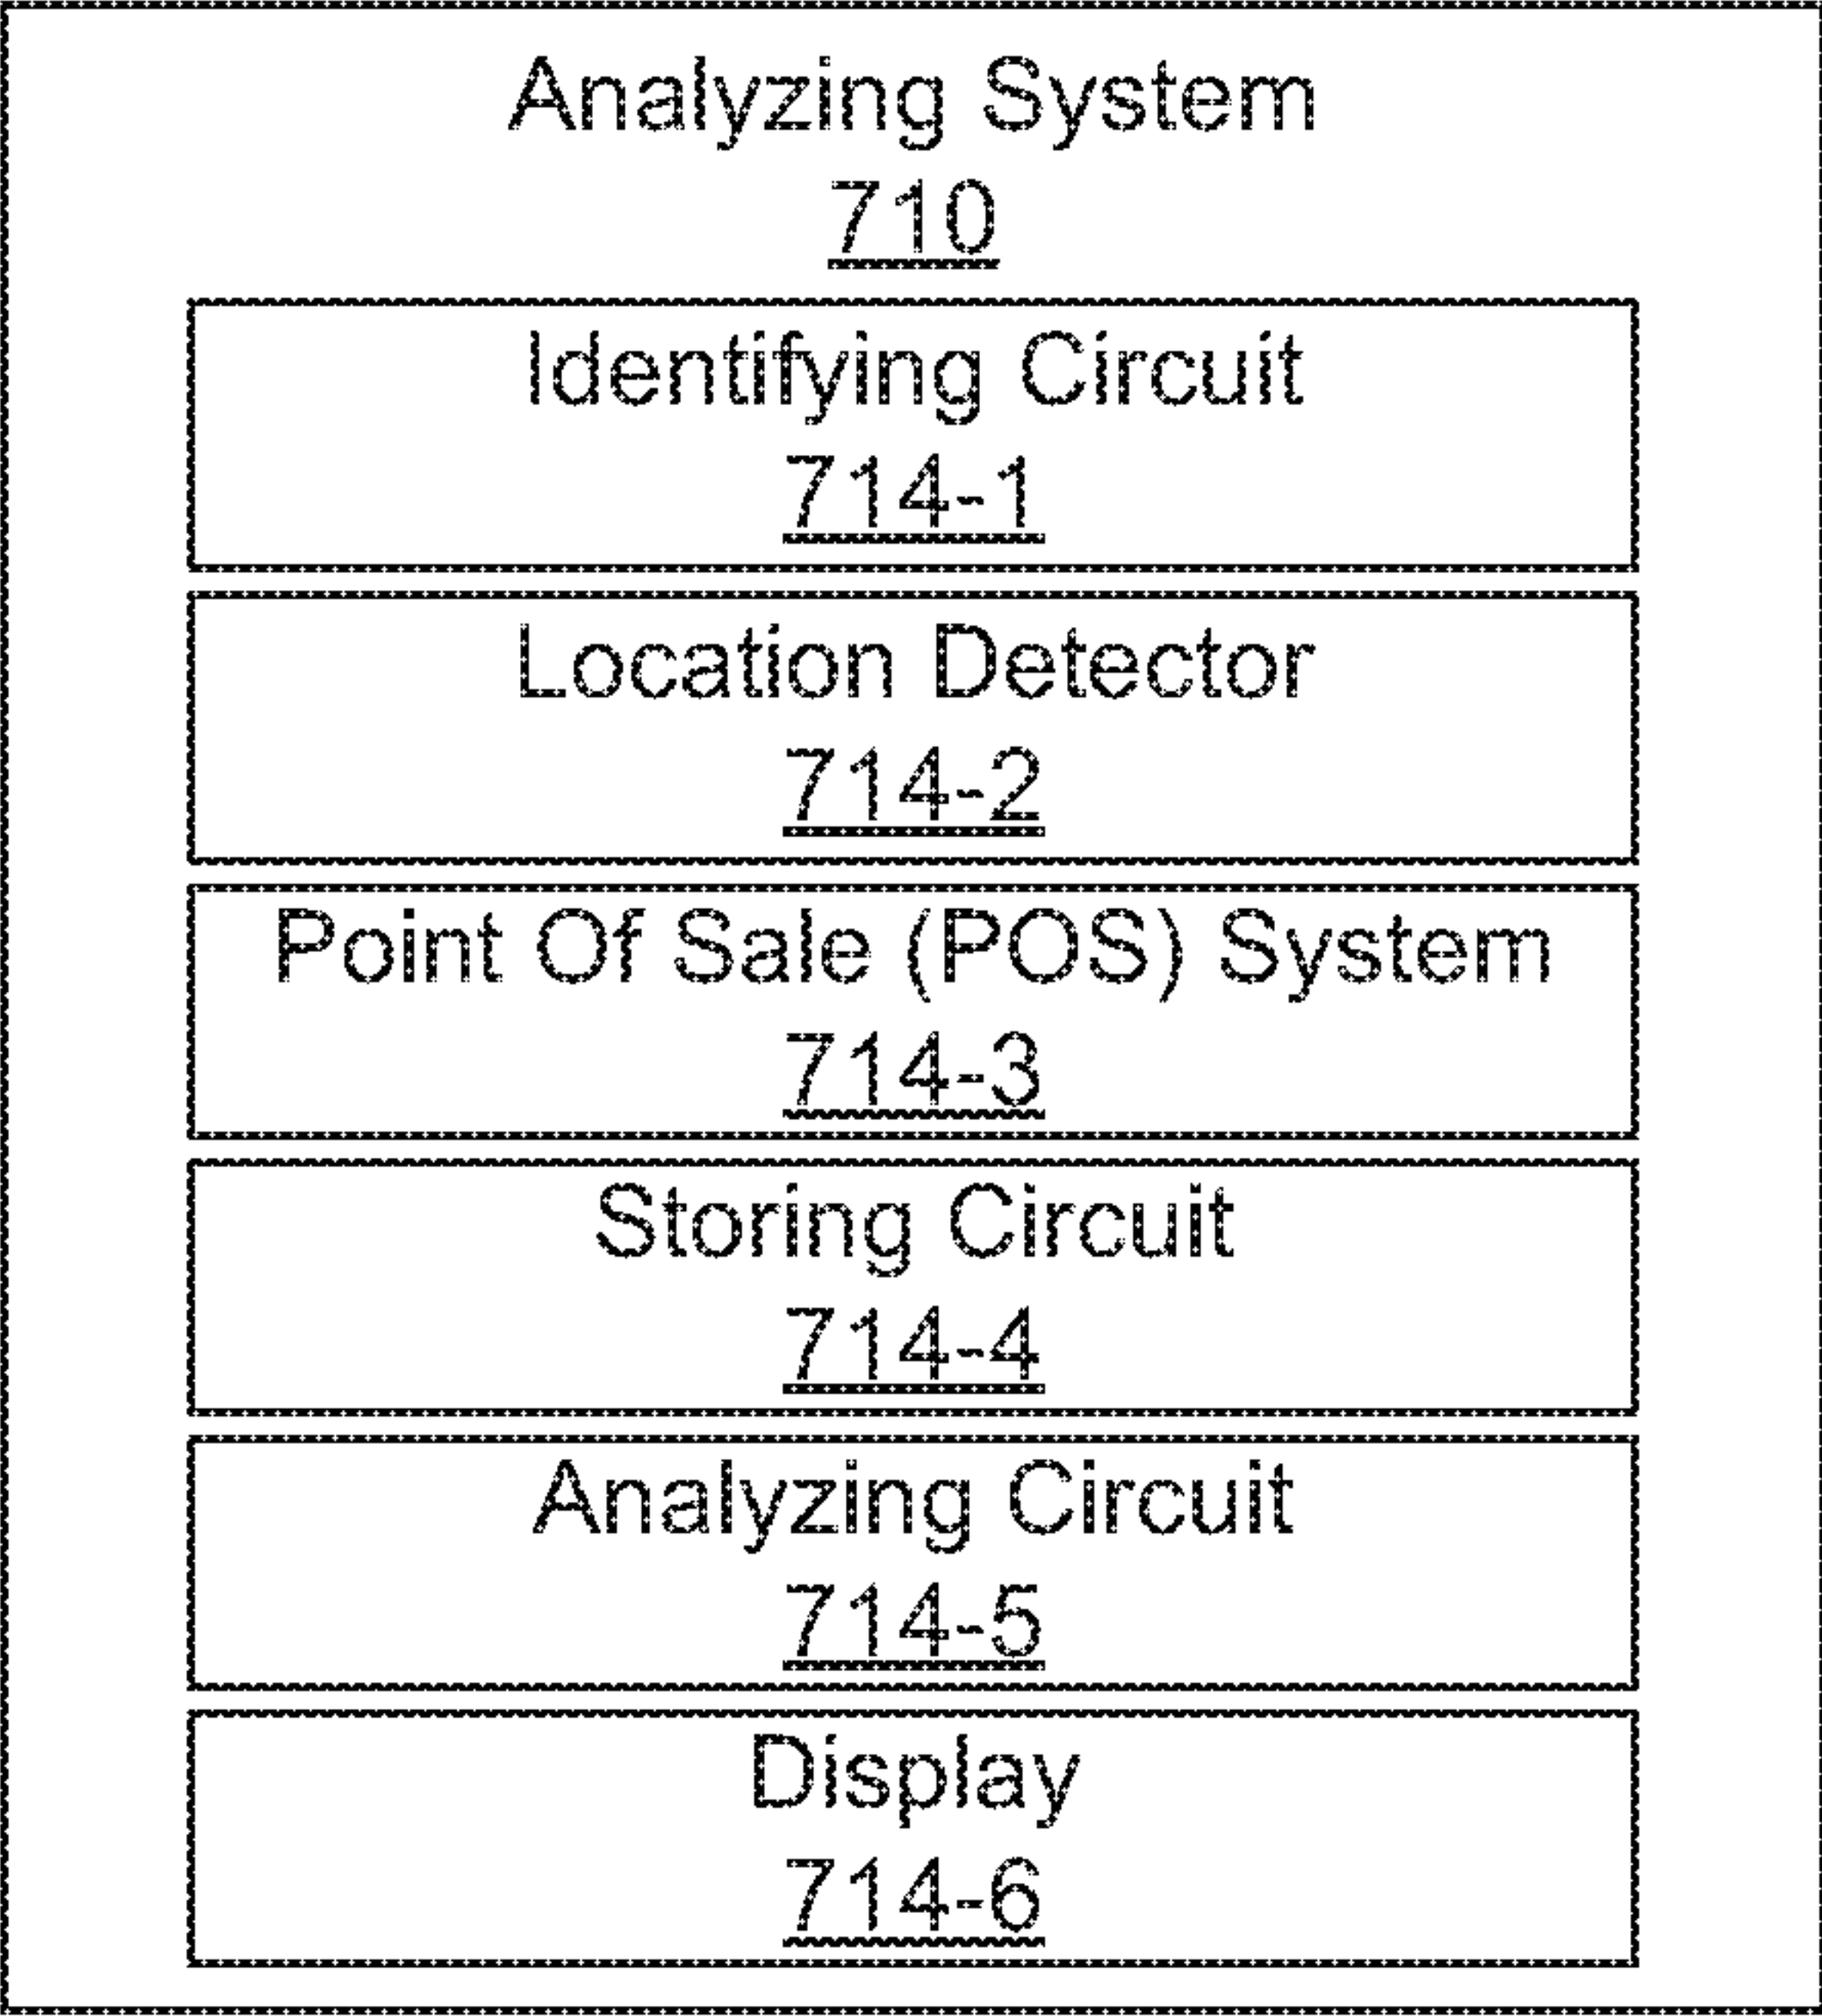 Analyzing System
710
Identifying Circuit
714-1
Location Detector
714-2
Point Of Sale (POS) System
714-3
Storing Circuit
714-4
Analyzing Circuit
714-5
Display
714-6